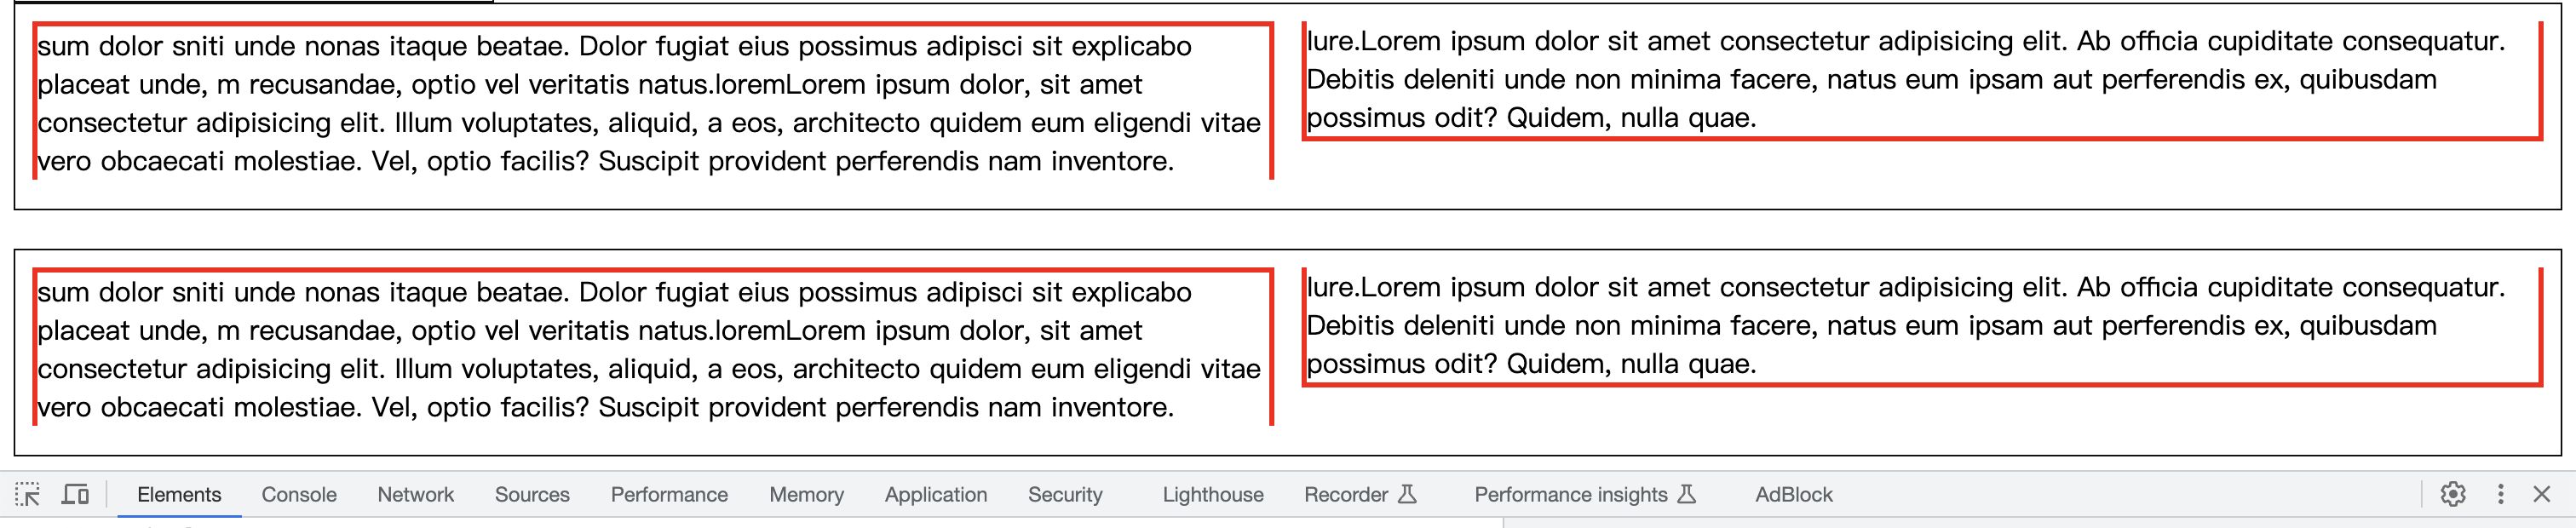 sum dolor sniti unde nonas itaque beatae. Dolor fugiat eius possimus adipisci sit explicabo
placeat unde, m recusandae, optio vel veritatis natus.loremLorem ipsum dolor, sit amet
consectetur adipisicing elit. Illum voluptates, aliquid, a eos, architecto quidem eum eligendi vitae
vero obcaecati molestiae. Vel, optio facilis? Suscipit provident perferendis nam inventore.
Iure.Lorem ipsum dolor sit amet consectetur adipisicing elit. Ab officia cupiditate consequatur.
Debitis deleniti unde non minima facere, natus eum ipsam aut perferendis ex, quibusdam
possimus odit? Quidem, nulla quae.
sum dolor sniti unde nonas itaque beatae. Dolor fugiat eius possimus adipisci sit explicabo
placeat unde, m recusandae, optio vel veritatis natus.loremLorem ipsum dolor, sit amet
consectetur adipisicing elit. Illum voluptates, aliquid, a eos, architecto quidem eum eligendi vitae
vero obcaecati molestiae. Vel, optio facilis? Suscipit provident perferendis nam inventore.
Iure.Lorem ipsum dolor sit amet consectetur adipisicing elit. Ab officia cupiditate consequatur.
Debitis deleniti unde non minima facere, natus eum ipsam aut perferendis ex, quibusdam
possimus odit? Quidem, nulla quae.
Elements Console Network Sources Performance Memory Application Security Lighthouse Recorder Performance insights AdBlock